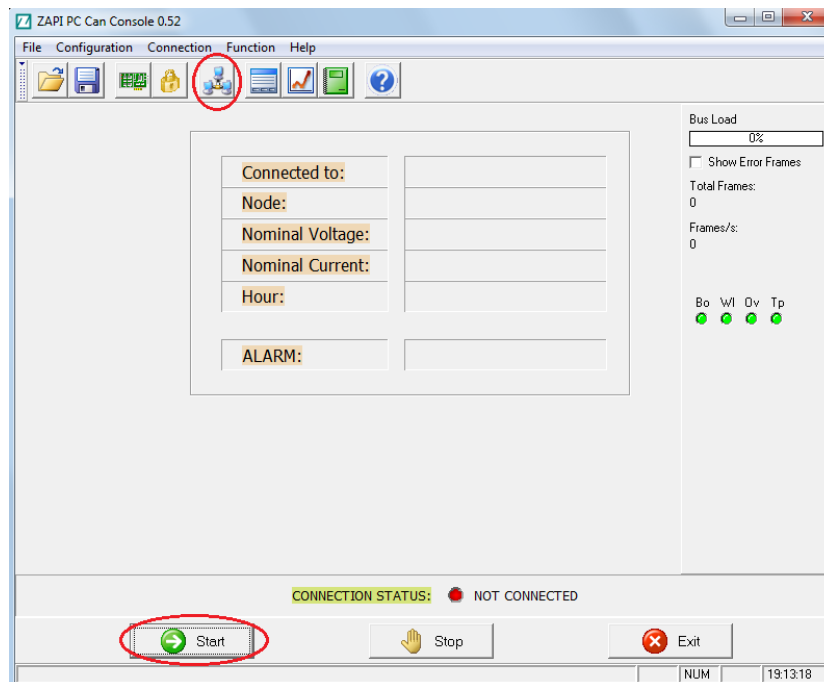 ZAPI PC Can Console 0.52
File Configuration Connection Function Help
Bus Load
0%
Show Error Frames
Total Frames:
0
Frames/s:
0
Bo Wl Ov Tp
Connected to:
Node:
Nominal Voltage:
Nominal Current:
Hour:
ALARM:
CONNECTION STATUS: NOT CONNECTED
Start Stop Exit
NUM 19:13:18